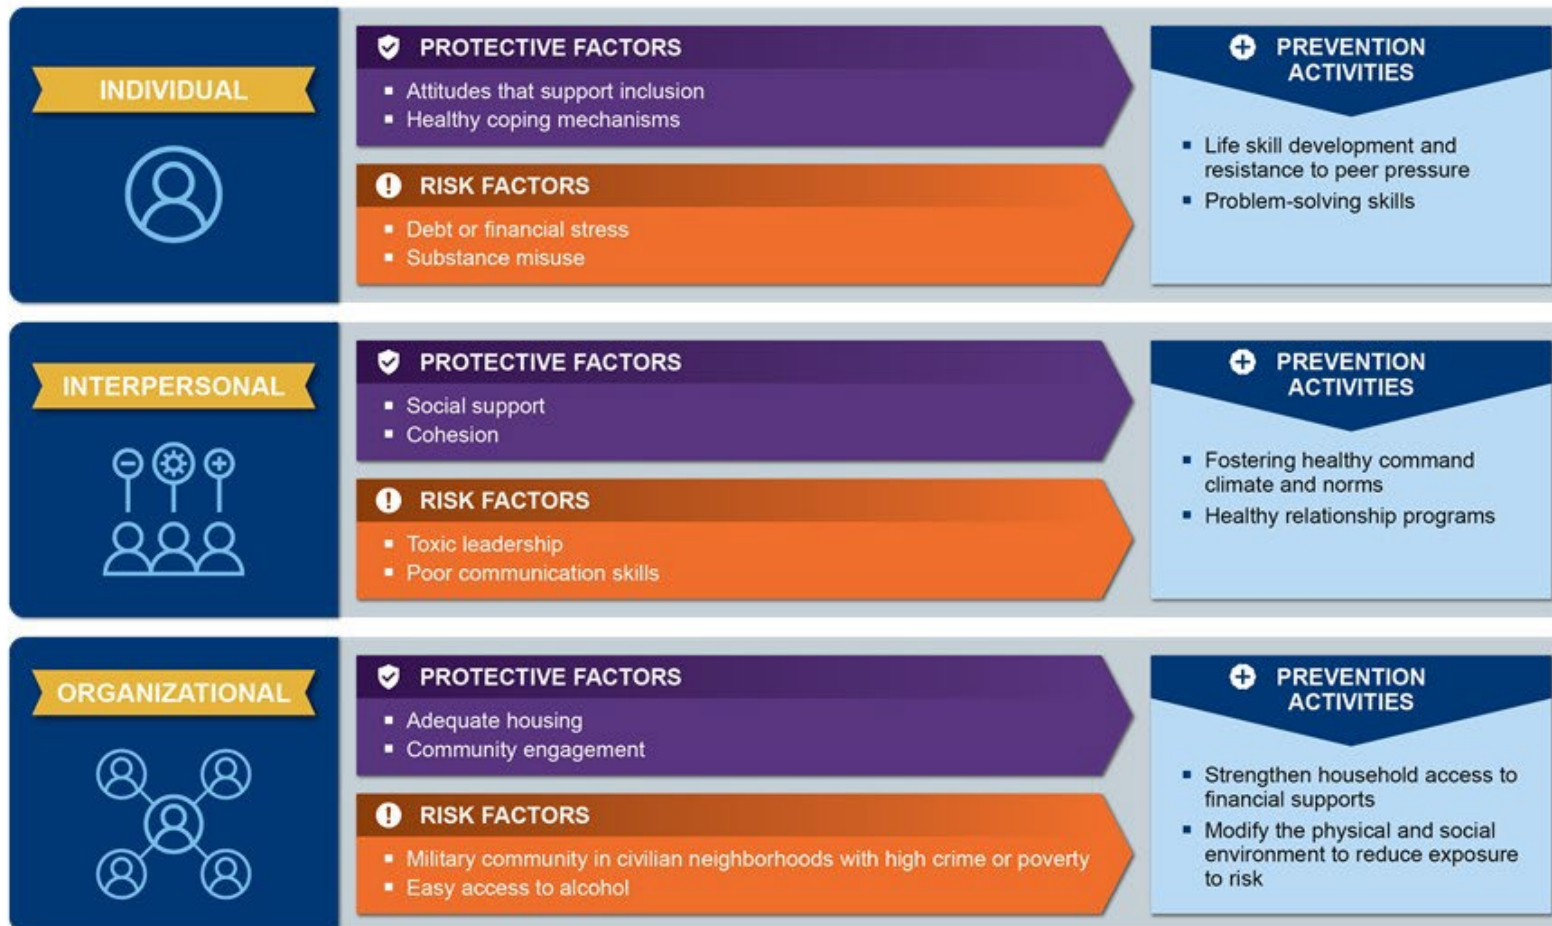 INDIVIDUAL
PROTECTIVE FACTORS
▪ Attitudes that support inclusion
▪ Healthy coping mechanisms
RISK FACTORS
▪ Debt or financial stress
▪ Substance misuse
PREVENTION
ACTIVITIES
▪ Life skill development and
resistance to peer pressure
▪ Problem-solving skills
INTERPERSONAL
PROTECTIVE FACTORS
▪ Social support
▪ Cohesion
RISK FACTORS
▪ Toxic leadership
▪ Poor communication skills
PREVENTION
ACTIVITIES
▪ Fostering healthy command
climate and norms
▪ Healthy relationship programs
ORGANIZATIONAL
PROTECTIVE FACTORS
▪ Adequate housing
▪ Community engagement
RISK FACTORS
▪ Military community in civilian neighborhoods with high crime or poverty
▪ Easy access to alcohol
PREVENTION
ACTIVITIES
▪ Strengthen household access to
financial supports
▪ Modify the physical and social
environment to reduce exposure
to risk